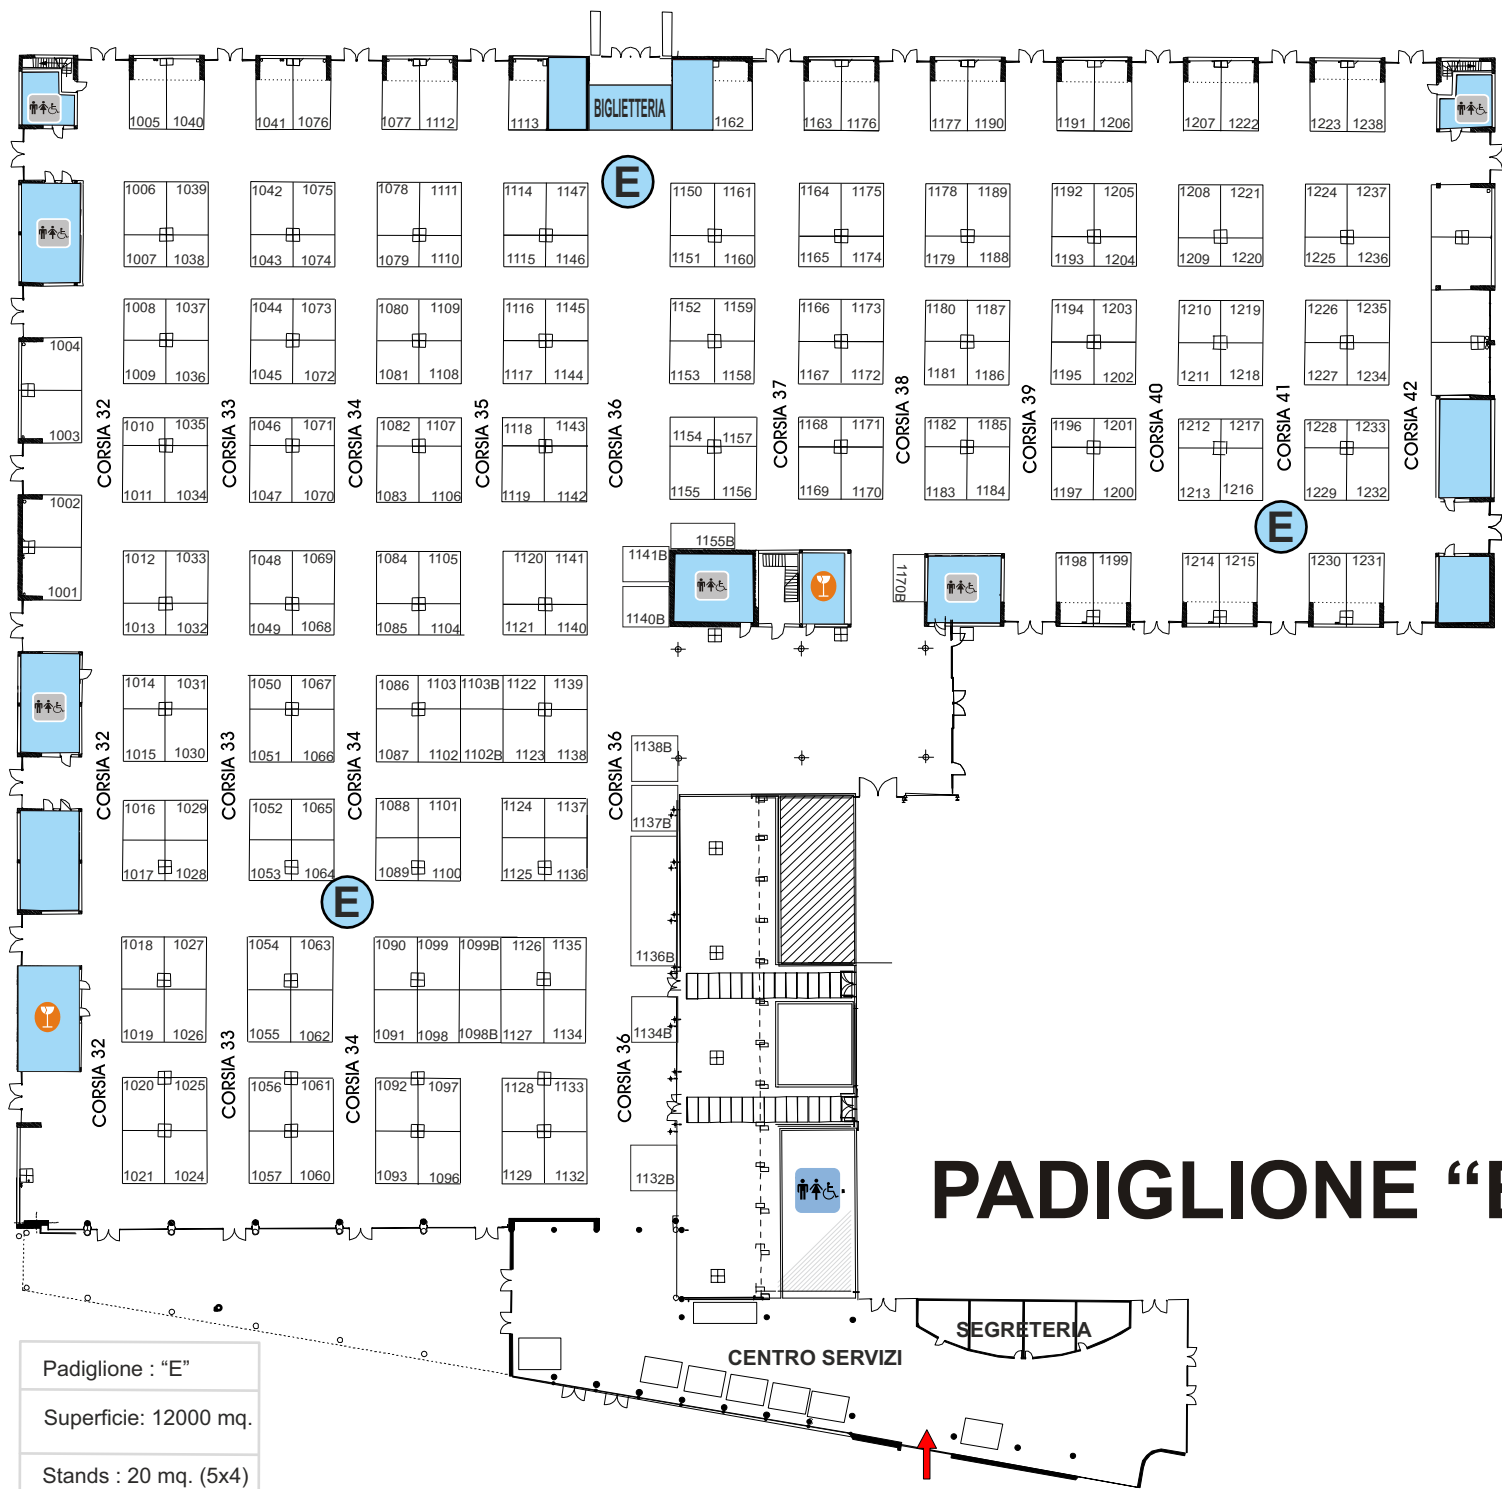 BIGLIETTERIA
1005 1040 1041 1076 1077 1112 1113 1162 1163 1176 1177 1190 1191 1206 1207 1222 1223 1238
E
1006 1039 1042 1075 1078 1111 1114 1147 1150 1161 1164 1175 1178 1189 1192 1205 1208 1221 1224 1237
1007 1038 1043 1074 1079 1110 1115 1146 1151 1160 1165 1174 1179 1188 1193 1204 1209 1220 1225 1236
1008 1037 1044 1073 1080 1109 1116 1145 1152 1159 1166 1173 1180 1187 1194 1203 1210 1219 1226 1235
1004
1009 1036 1045 1072 1081 1108 1117 1144 1153 1158 1167 1172 1181 1186 1195 1202 1211 1218 1227 1234
CORSIA 32 CORSIA 33 CORSIA 34 CORSIA 35 CORSIA 36 CORSIA 37 CORSIA 38 CORSIA 39 CORSIA 40 CORSIA 41 CORSIA 42
1003
1010 1035 1046 1071 1082 1107 1118 1143 1154 1157 1168 1171 1182 1185 1196 1201 1212 1217 1228 1233
1011 1034 1047 1070 1083 1106 1119 1142 1155 1156 1169 1170 1183 1184 1197 1200 1213 1216 1229 1232
1002
E
1155B
1012 1033 1048 1069 1084 1105 1120 1141 1141B 1170B 1198 1199 1214 1215 1230 1231
1001
1013 1032 1049 1068 1085 1104 1121 1140 1140B
1014 1031 1050 1067 1086 1103 1103B 1122 1139
1015 1030 1051 1066 1087 1102 1102B 1123 1138 1138B
CORSIA 32 CORSIA 33 CORSIA 34 CORSIA 36
1016 1029 1052 1065 1088 1101 1124 1137 1137B
1017 1028 1053 1064 1089 1100 1125 1136
E
1018 1027 1054 1063 1090 1099 1099B 1126 1135 1136B
1019 1026 1055 1062 1091 1098 1098B 1127 1134 1134B
CORSIA 32 CORSIA 33 CORSIA 34 CORSIA 36
1020 1025 1056 1061 1092 1097 1128 1133
1021 1024 1057 1060 1093 1096 1129 1132 1132B
PADIGLIONE “E
SEGRETERIA
CENTRO SERVIZI
Padiglione : “E”
Superficie: 12000 mq.
Stands : 20 mq. (5x4)